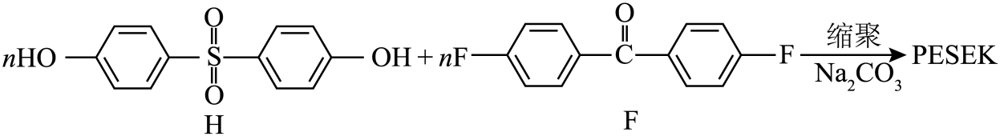 O O
nHO S OH + nF C F 缩聚 PESEK
O Na₂CO₃
H F